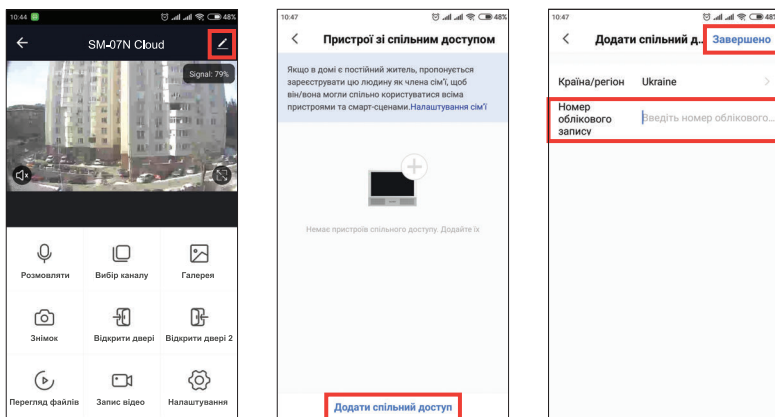 10:44
48%
SM-07N Cloud
Signal: 79%
Розмовляти
Вибір каналу
Галерея
Знімок
Відкрити двері
Відкрити двері 2
Перегляд файлів
Запис відео
Налаштування
10:47
48%
Пристрої зі спільним доступом
Якщо в домі є постійний житель, пропонується
зареєструвати цю людину як члена сім'ї, щоб
він/вона могли спільно користуватися всіма
пристроями та смарт-сценами.Налаштування сім'ї
Немає пристроїв спільного доступу. Додайте їх
Додати спільний доступ
10:47
48%
Додати спільний д... Завершено
Країна/регіон Ukraine
Номер
облікового
запису
Введіть номер облікового...